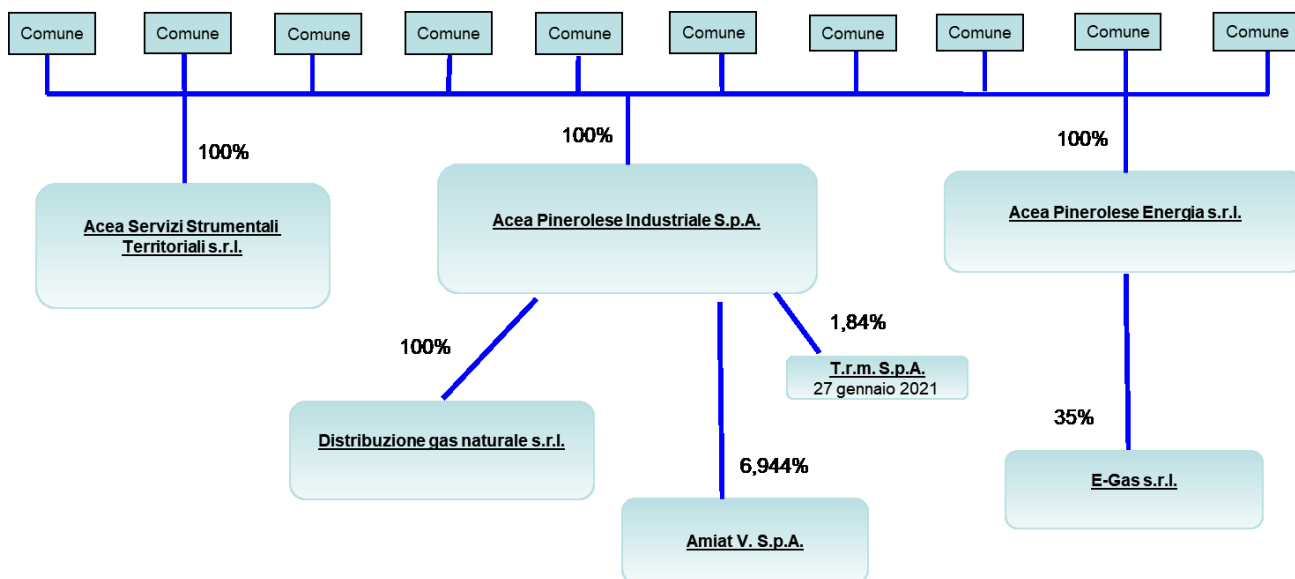 Comune
Comune
Comune
Comune
Comune
Comune
Comune
Comune
Comune
Comune
100%
100%
100%
Acea Servizi Strumentali
Territoriali s.r.l.
Acea Pinerolese Industriale S.p.A.
Acea Pinerolese Energia s.r.l.
100%
1,84%
T.r.m. S.p.A.
27 gennaio 2021
Distribuzione gas naturale s.r.l.
35%
6,944%
E-Gas s.r.l.
Amiat V. S.p.A.